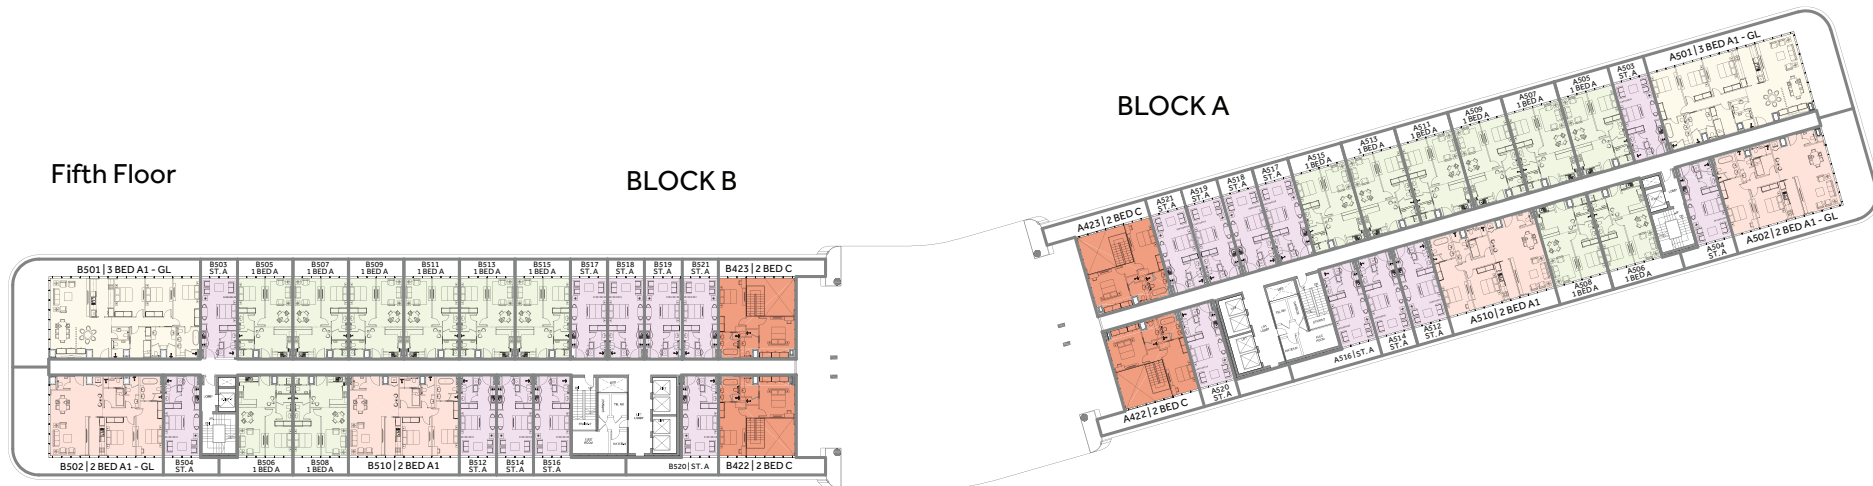 Fifth Floor
BLOCK B
B501 | 3 BED A1 - GL
B503
ST. A
B505
1 BED A
B507
1 BED A
B509
1 BED A
B511
1 BED A
B513
1 BED A
B515
1 BED A
B517
ST. A
B518
ST. A
B519
ST. A
B521
ST. A
B423 | 2 BED C
B502 | 2 BED A1 - GL
B504
ST. A
B506
1 BED A
B508
1 BED A
B510 | 2 BED A1
B512
ST. A
B514
ST. A
B516
ST. A
B520 | ST. A
B422 | 2 BED C
BLOCK A
A423 | 2 BED C
A521
ST. A
A519
ST. A
A518
ST. A
A517
ST. A
A515
1 BED A
A513
1 BED A
A511
1 BED A
A509
1 BED A
A507
1 BED A
A505
1 BED A
A503
ST. A
A501 | 3 BED A1 - GL
A422 | 2 BED C
A520
ST. A
A516 | ST. A
A514
ST. A
A512
ST. A
A510 | 2 BED A1
A508
1 BED A
A506
1 BED A
A504
ST. A
A502 | 2 BED A1 - GL